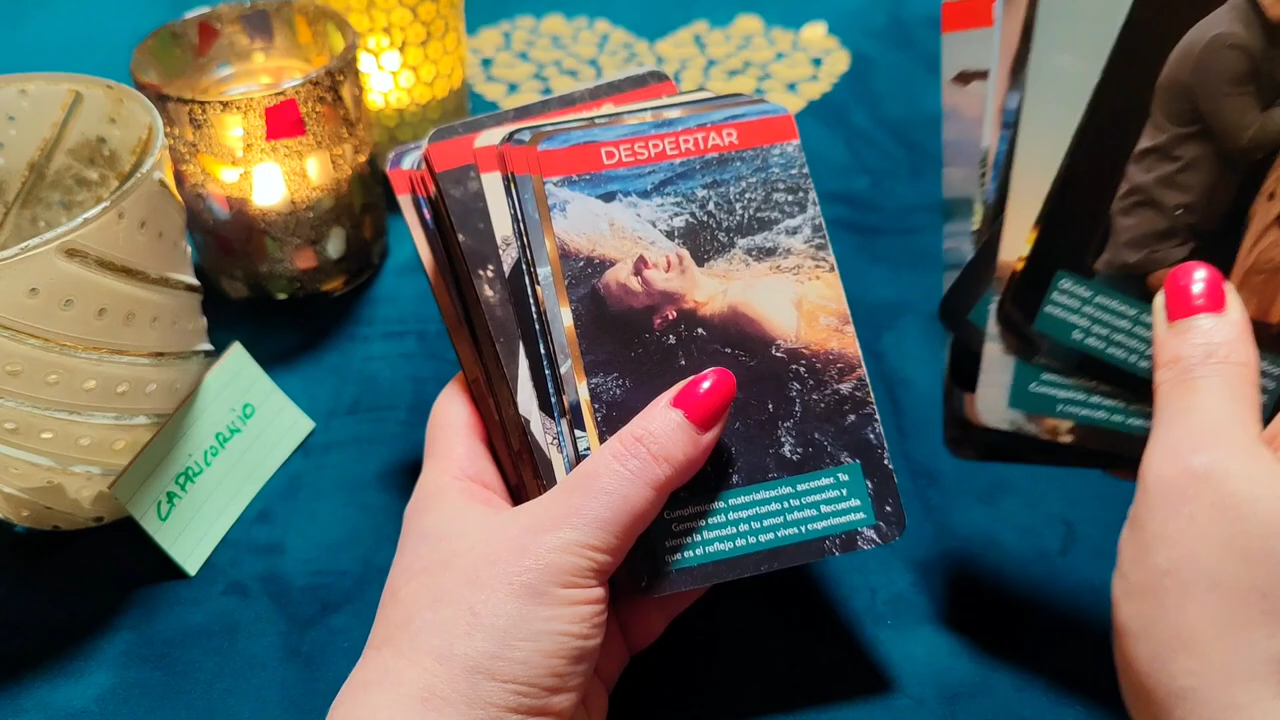 DESPERTAR
Cumplimiento, materialización, ascender. Tu
Gemelo está despertando a tu conexión y
siente la llamada de tu amor infinito. Recuerda
que es el reflejo de lo que vives y experimentas.
CAPRICORNIO